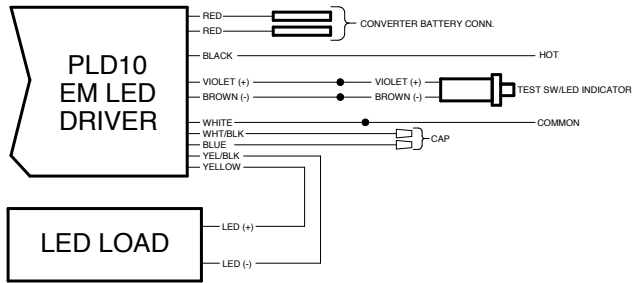 RED
RED
CONVERTER BATTERY CONN.
BLACK
HOT
PLD10
EM LED
DRIVER
VIOLET (+)
VIOLET (+)
BROWN (-)
BROWN (-)
TEST SW/LED INDICATOR
WHITE
COMMON
WHT/BLK
BLUE
CAP
YEL/BLK
YELLOW
LED LOAD
LED (+)
LED (-)